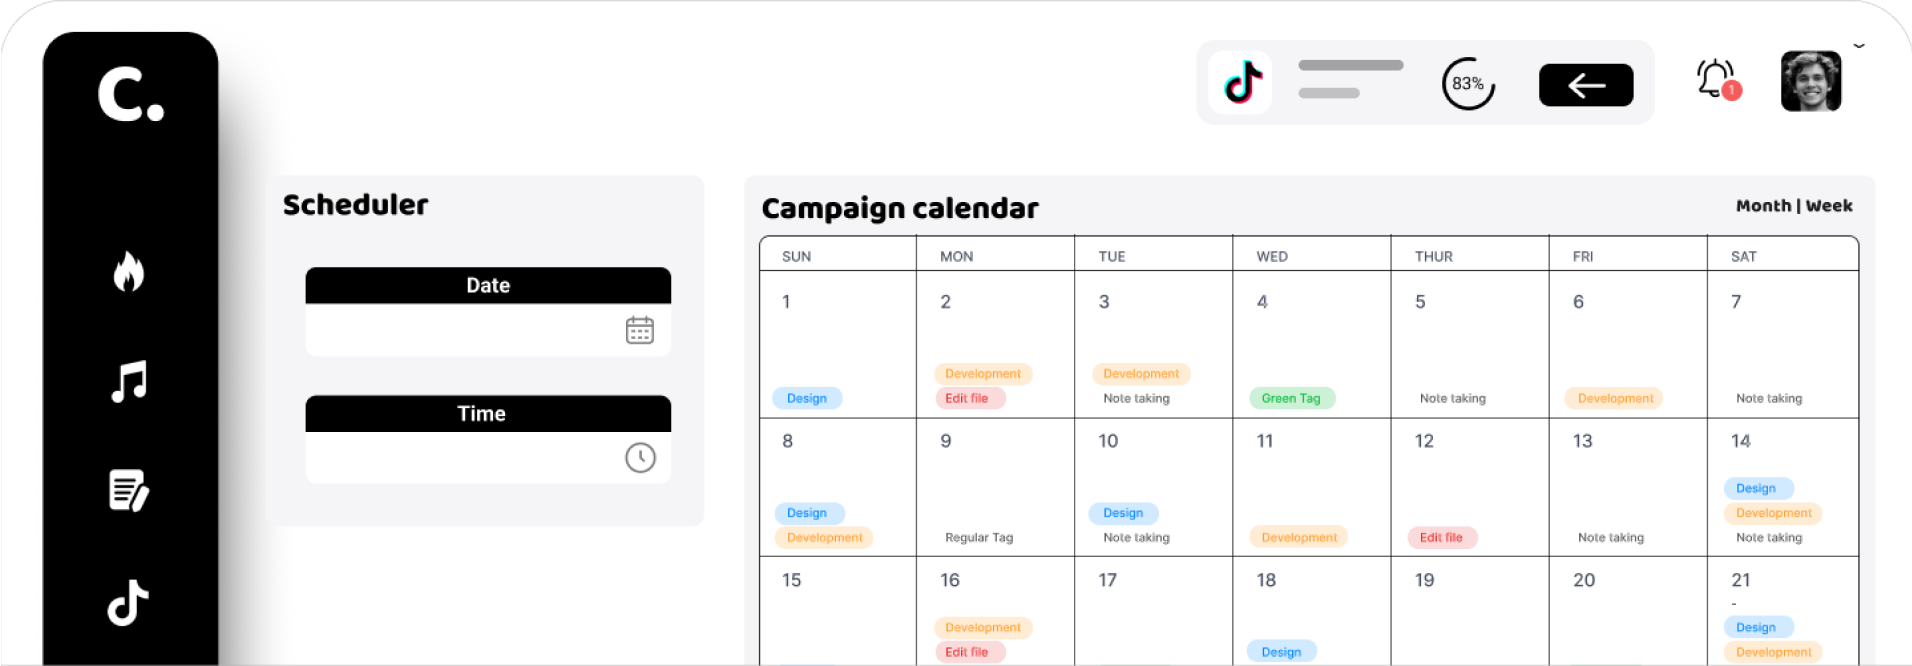 C.
83%
1
Scheduler
Date
Time
Campaign calendar
Month | Week
SUN MON TUE WED THUR FRI SAT
1 2 3 4 5 6 7
Development Development
Design Edit file Note taking Green Tag Note taking Development Note taking
8 9 10 11 12 13 14
Design
Design Design Development
Development Regular Tag Note taking Development Edit file Note taking Note taking
15 16 17 18 19 20 21
-
Development Design
Edit file Design Development